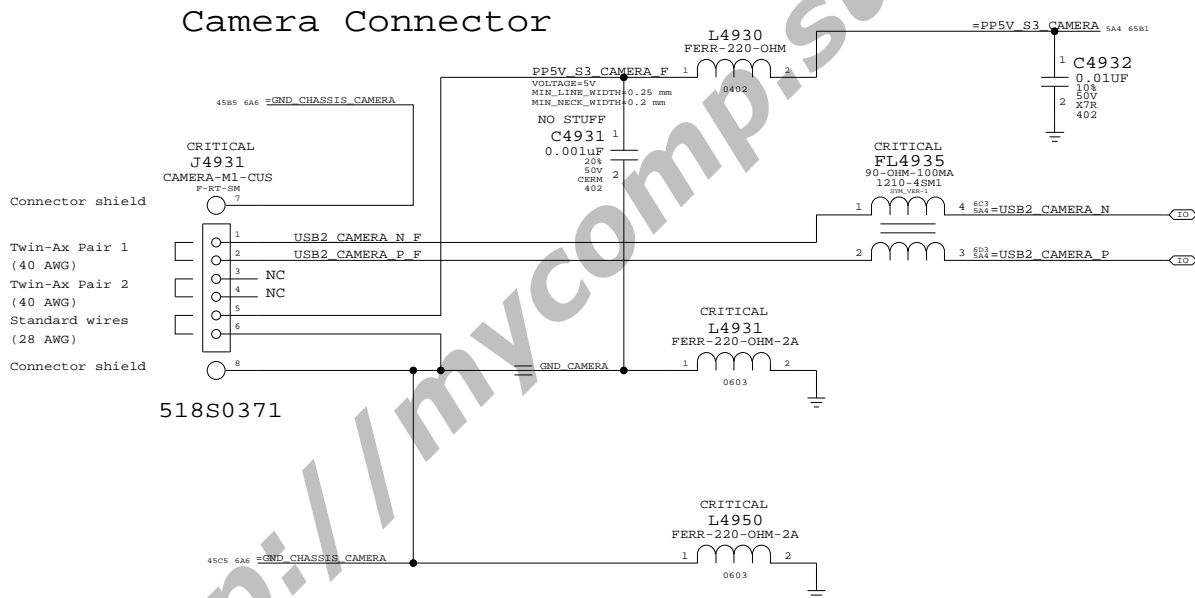 Camera Connector
=PP5V_S3_CAMERA 5A4 65B1
L4930
FERR-220-OHM
1 2
0402
PP5V_S3_CAMERA_F
VOLTAGE=5V
MIN_LINE_WIDTH=0.25 mm
MIN_NECK_WIDTH=0.2 mm
1
C4932
0.01UF
10%
50V
X7R
402
2
45B5 6A6 =GND_CHASSIS_CAMERA
NO STUFF
C4931 1
0.001uF
20%
50V
CERM
402
2
CRITICAL
J4931
CAMERA-M1-CUS
F-RT-SM
CRITICAL
FL4935
90-OHM-100MA
1210-4SM1
SYM_VER-1
Connector shield 7
1 4 6C3 5A4 =USB2_CAMERA_N IO
1 USB2_CAMERA_N_F
Twin-Ax Pair 1
(40 AWG)
2 USB2_CAMERA_P_F
2 3 6D3 5A4 =USB2_CAMERA_P IO
3 NC
Twin-Ax Pair 2
(40 AWG)
4 NC
5
Standard wires
(28 AWG)
6
CRITICAL
L4931
FERR-220-OHM-2A
Connector shield 8
GND_CAMERA
1 2
0603
518S0371
CRITICAL
L4950
FERR-220-OHM-2A
45C5 6A6 =GND_CHASSIS_CAMERA
1 2
0603
p://mycomp.s